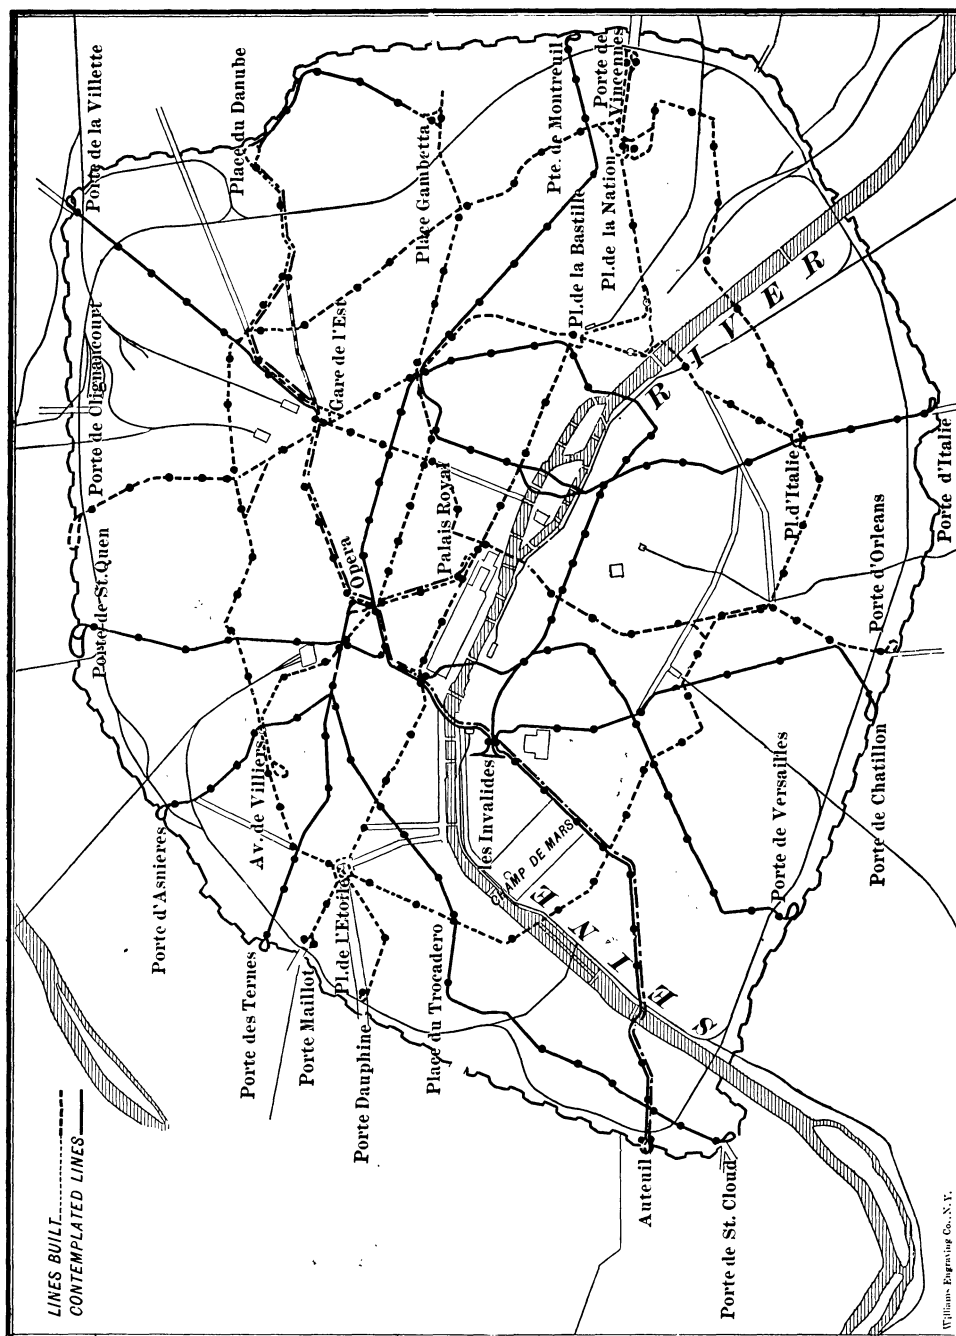 LINES BUILT
CONTEMPLATED LINES
Porte de la Villette
Place du Danube
Porte de Clignancourt
Place Gambetta
Pte. de Montreuil
Porte de
Vincennes
Pl. de la Nation
Pl. de la Bastille
Gare de l'Est
Porte de St. Ouen
Opera
Palais Royal
RIVER
Pl. d'Italie
Porte d'Italie
Porte d'Orleans
Av. de Villiers
Porte d'Asnieres
les Invalides
CHAMP DE MARS
Porte de Versailles
Porte de Chatillon
Porte des Ternes
Porte Maillot
Pl. de l'Etoile
Porte Dauphine
Place du Trocadero
SEINE
Auteuil
Porte de St. Cloud
Williams Engraving Co., N.Y.